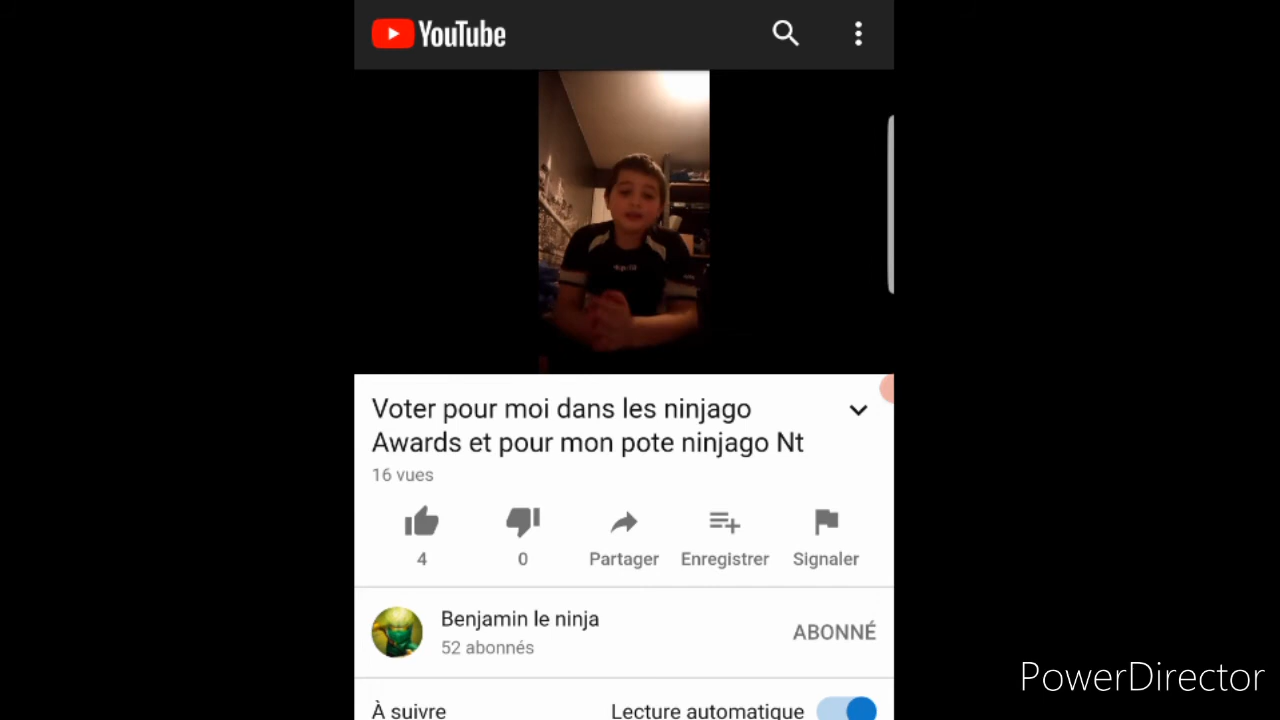 YouTube
Voter pour moi dans les ninjago
Awards et pour mon pote ninjago Nt
16 vues
4
0
Partager
Enregistrer
Signaler
Benjamin le ninja
52 abonnés
ABONNÉ
À suivre
Lecture automatique
PowerDirector